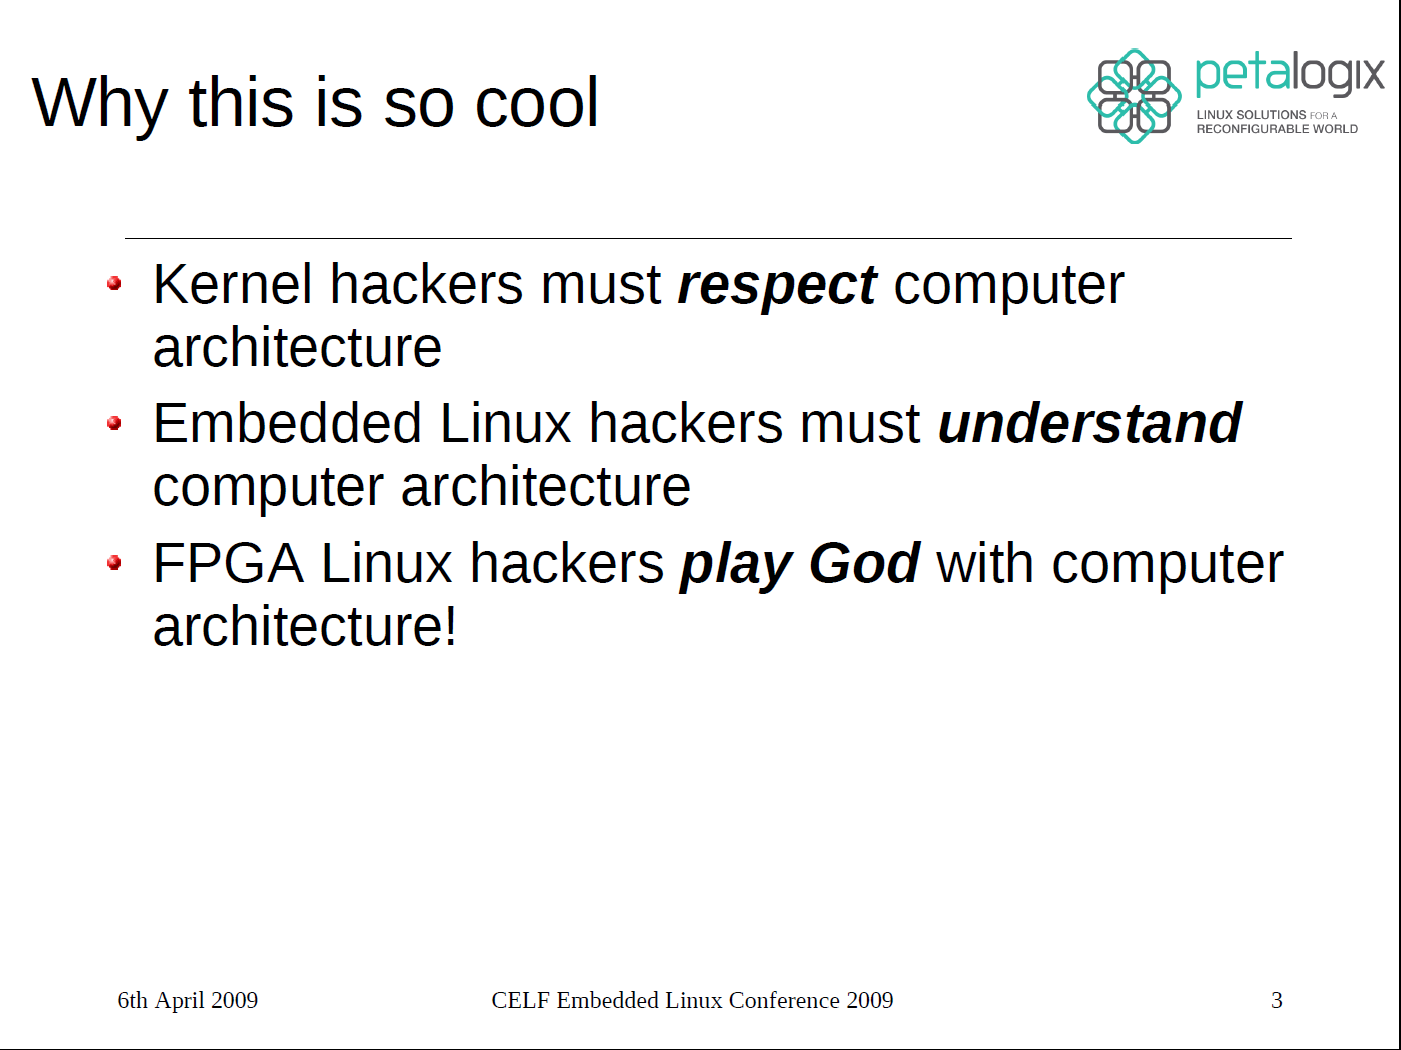 Why this is so cool
petalogix
LINUX SOLUTIONS FOR A
RECONFIGURABLE WORLD
Kernel hackers must respect computer
architecture
Embedded Linux hackers must understand
computer architecture
FPGA Linux hackers play God with computer
architecture!
6th April 2009
CELF Embedded Linux Conference 2009
3